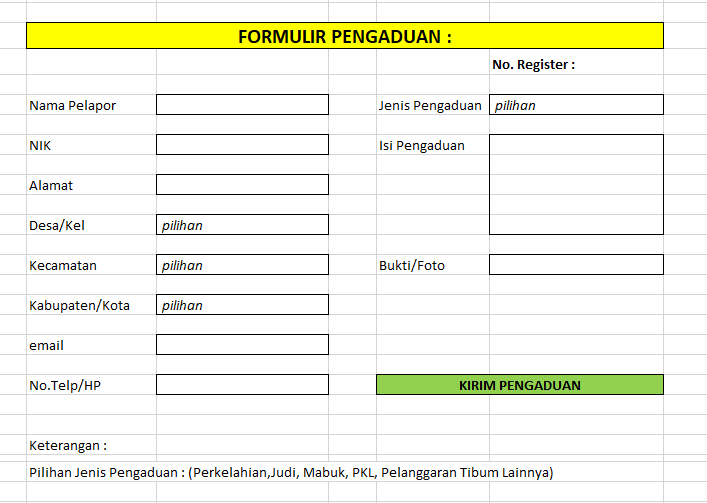 FORMULIR PENGADUAN :
No. Register :
Nama Pelapor
Jenis Pengaduan pilihan
NIK
Isi Pengaduan
Alamat
Desa/Kel pilihan
Kecamatan pilihan
Bukti/Foto
Kabupaten/Kota pilihan
email
No.Telp/HP
KIRIM PENGADUAN
Keterangan :
Pilihan Jenis Pengaduan : (Perkelahian,Judi, Mabuk, PKL, Pelanggaran Tibum Lainnya)